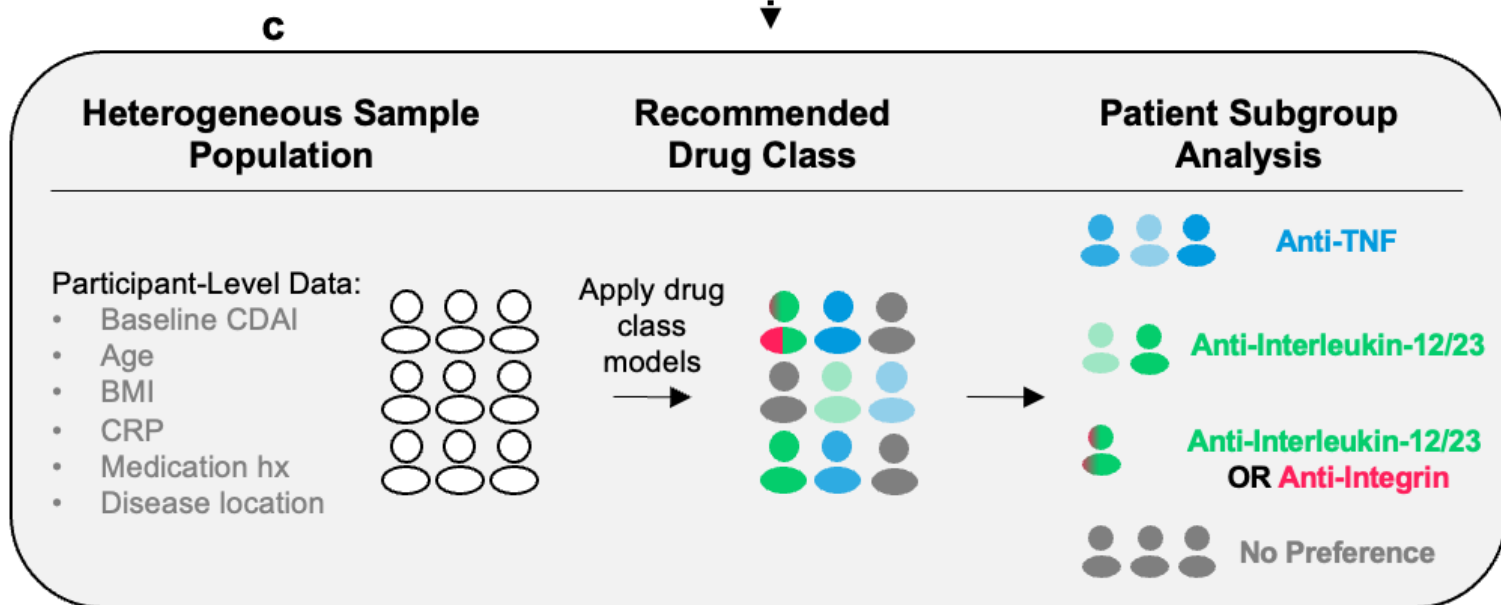 c
Heterogeneous Sample
Population
Recommended
Drug Class
Patient Subgroup
Analysis
Participant-Level Data:
• Baseline CDAI
• Age
• BMI
• CRP
• Medication hx
• Disease location
Apply drug
class
models
Anti-TNF
Anti-Interleukin-12/23
Anti-Interleukin-12/23
OR Anti-Integrin
No Preference